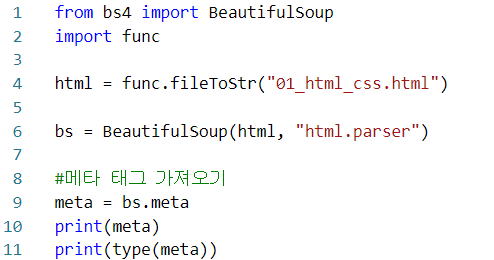 1 from bs4 import BeautifulSoup
2 import func
3
4 html = func.fileToStr("01_html_css.html")
5
6 bs = BeautifulSoup(html, "html.parser")
7
8 #메타 태그 가져오기
9 meta = bs.meta
10 print(meta)
11 print(type(meta))